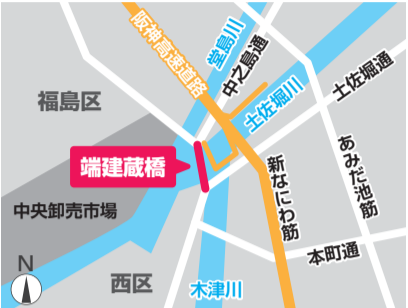 阪神高速道路
堂島川
中之島通
土佐堀川
土佐堀通
福島区
端建蔵橋
あみだ池筋
新なにわ筋
中央卸売市場
本町通
N
西区
木津川